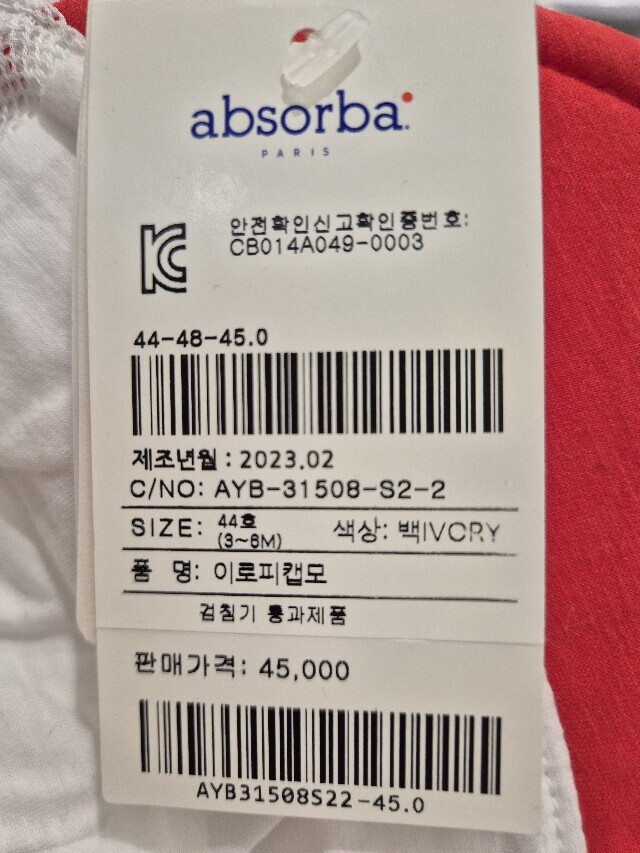 absorba.
PARIS
안전확인신고확인증번호:
CB014A049-0003
44-48-45.0
제조년월 : 2023.02
C/NO: AYB-31508-S2-2
SIZE: 44호 (3~6M) 색상: 백IVORY
품 명: 이로피캡모
검침기 통과제품
판매가격: 45,000
AYB31508S22-45.0